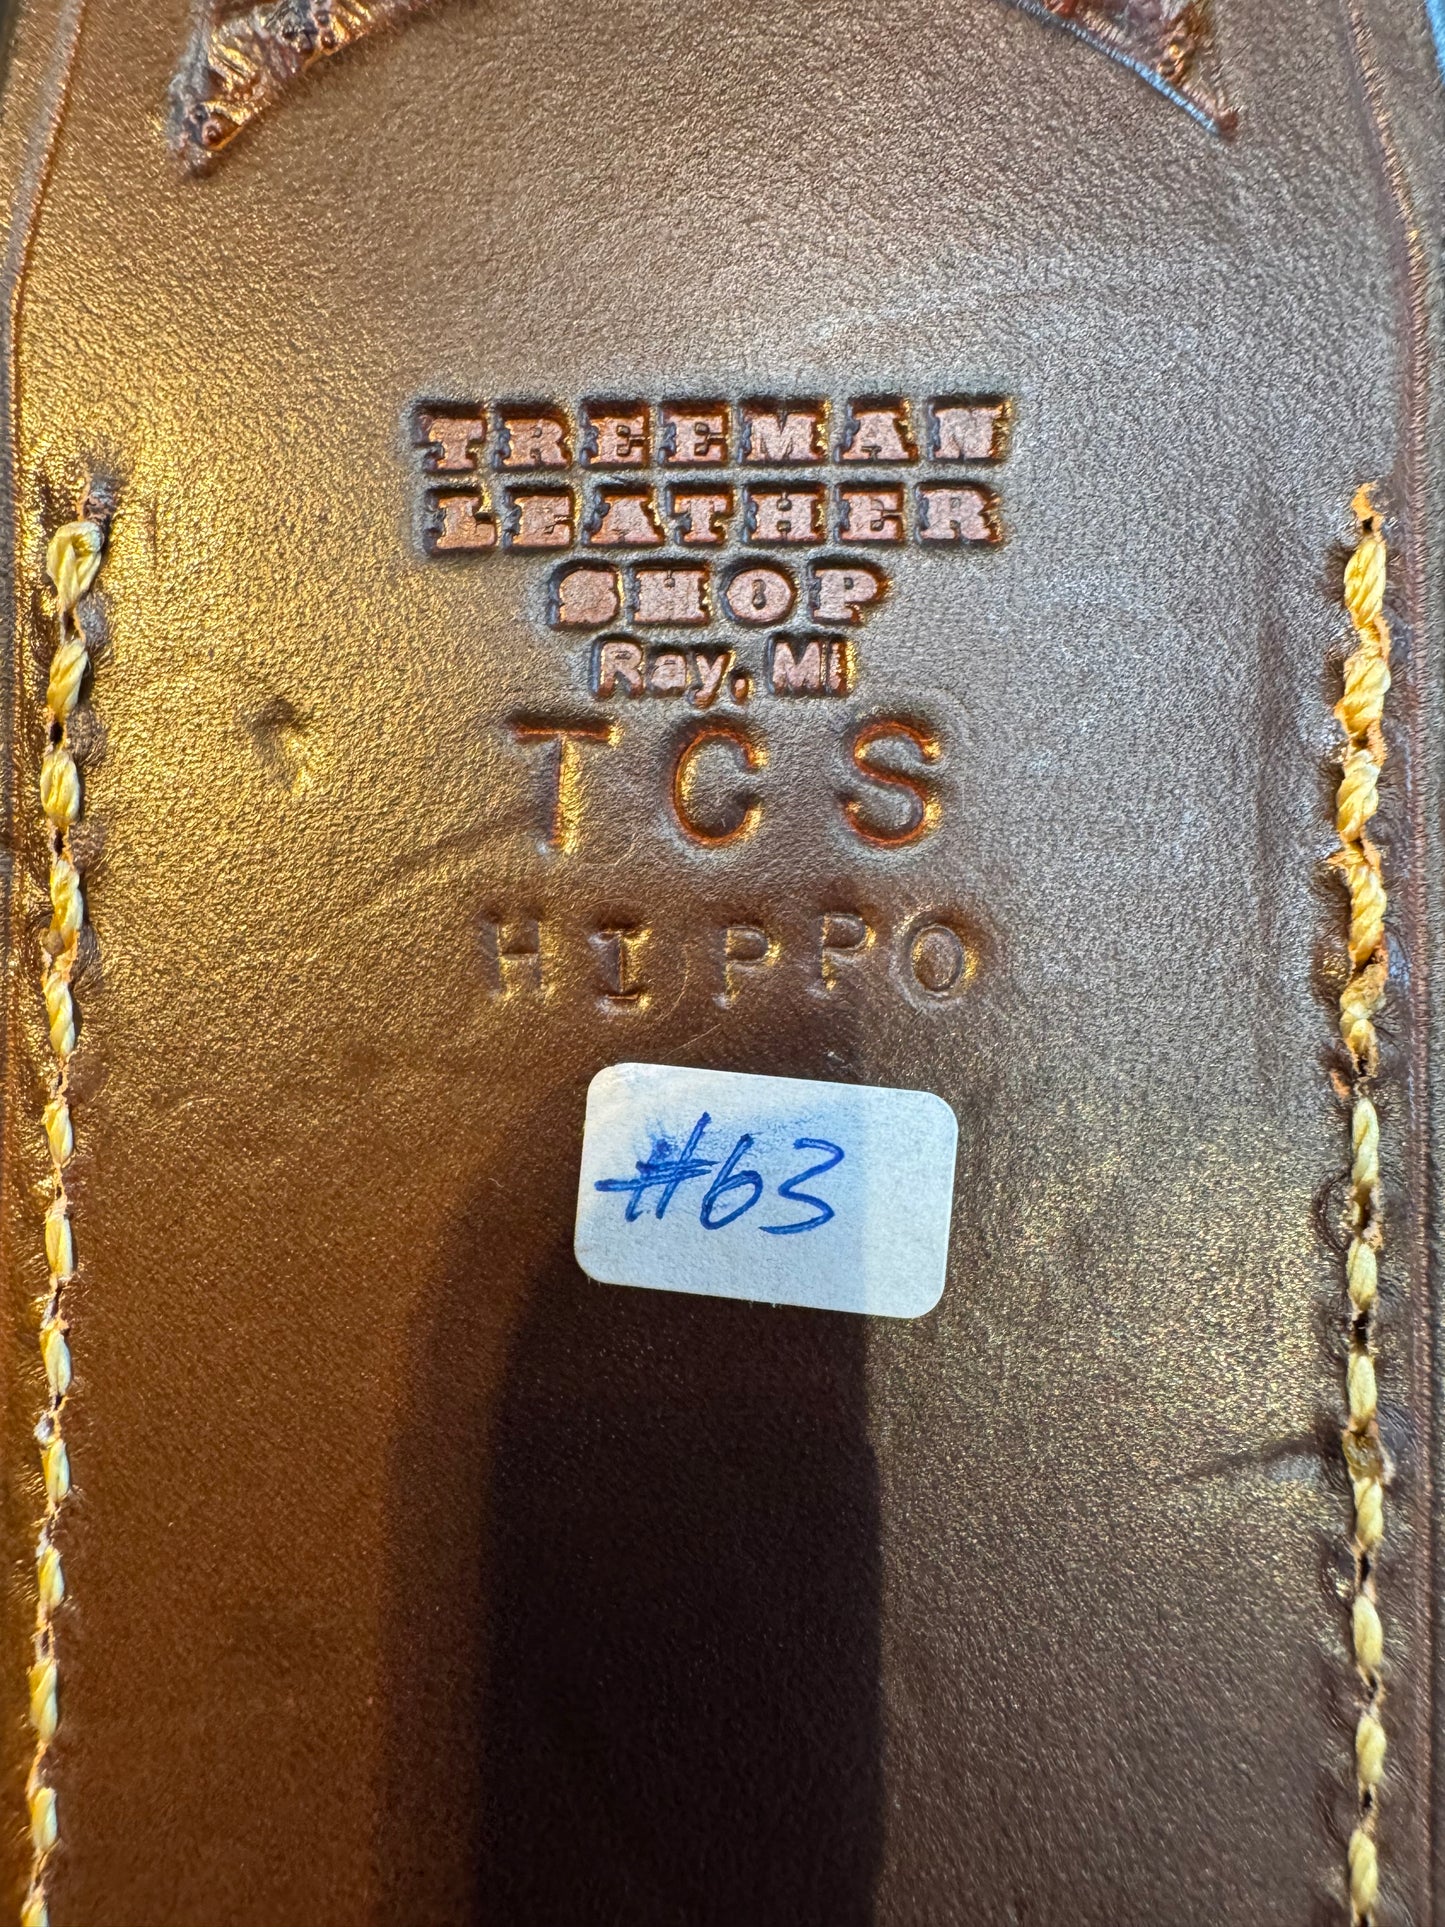 TREEMAN
LEATHER
SHOP
Ray, MI
TCS
HIPPO
#63